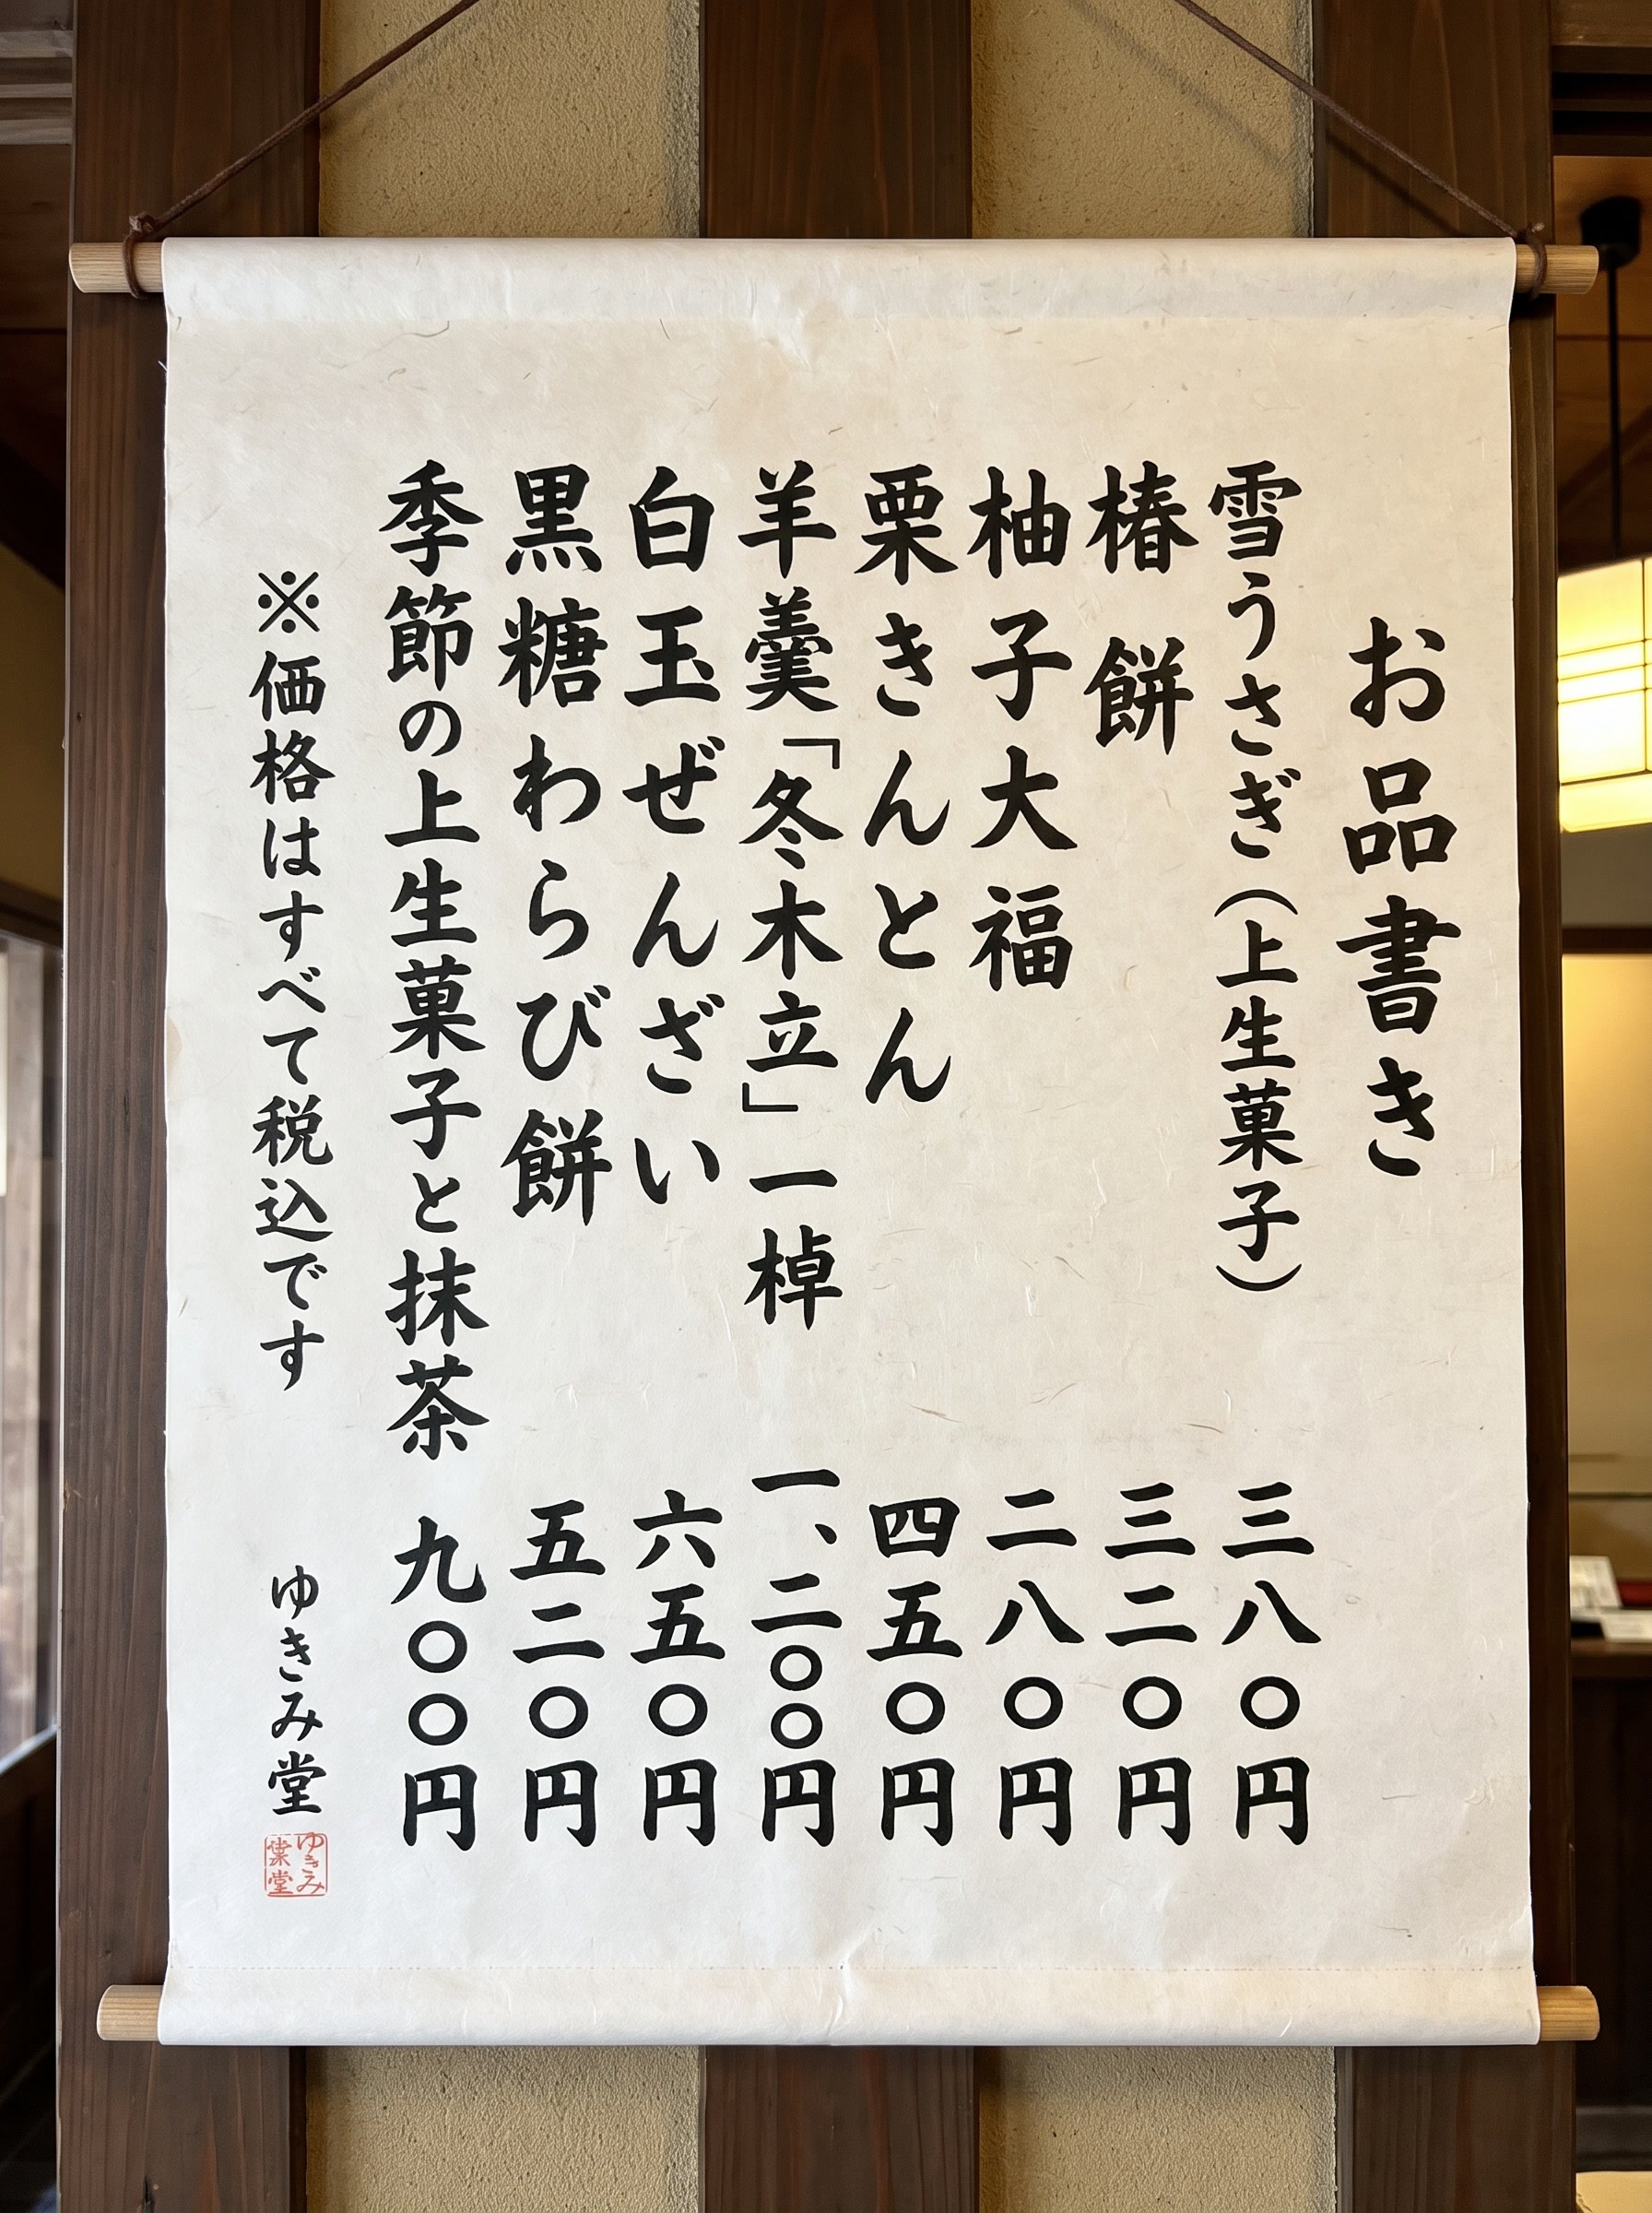 お品書き
雪うさぎ（上生菓子） 三八〇円
椿餅 三二〇円
柚子大福 二八〇円
栗きんとん 四五〇円
羊羹「冬木立」一棹 一、二〇〇円
白玉ぜんざい 六五〇円
黒糖わらび餅 五二〇円
季節の上生菓子と抹茶 九〇〇円
※価格はすべて税込です
ゆきみ堂
ゆきみ
堂